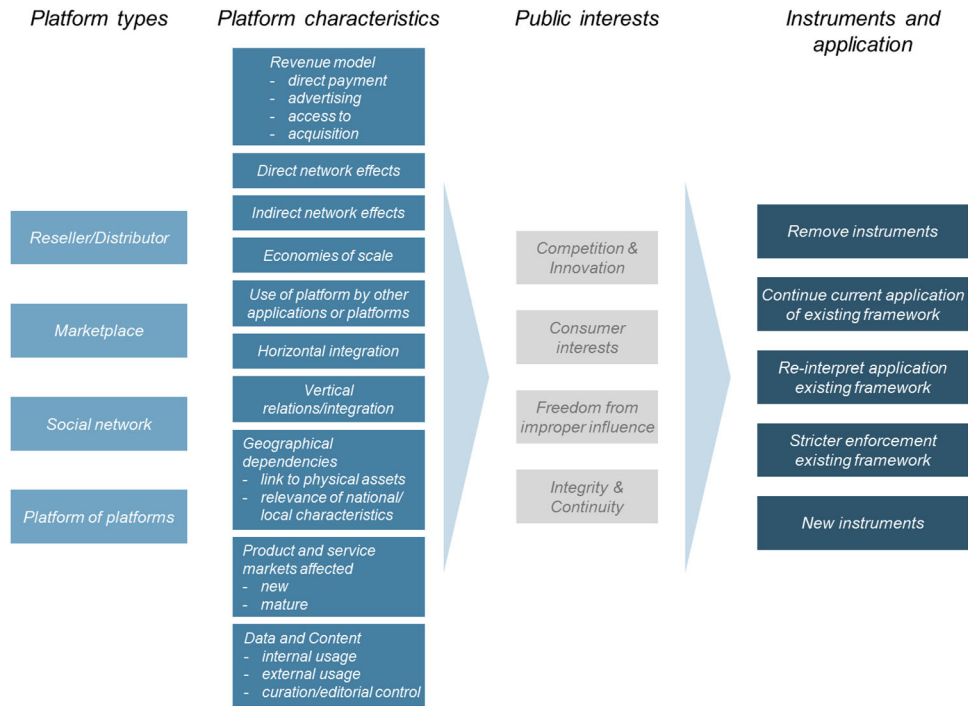 Platform types
Platform characteristics
Public interests
Instruments and
application
Reseller/Distributor
Marketplace
Social network
Platform of platforms
Revenue model
- direct payment
- advertising
- access to
- acquisition
Direct network effects
Indirect network effects
Economies of scale
Use of platform by other
applications or platforms
Horizontal integration
Vertical
relations/integration
Geographical
dependencies
- link to physical assets
- relevance of national/
local characteristics
Product and service
markets affected
- new
- mature
Data and Content
- internal usage
- external usage
- curation/editorial control
Competition &
Innovation
Consumer
interests
Freedom from
improper influence
Integrity &
Continuity
Remove instruments
Continue current application
of existing framework
Re-interpret application
existing framework
Stricter enforcement
existing framework
New instruments